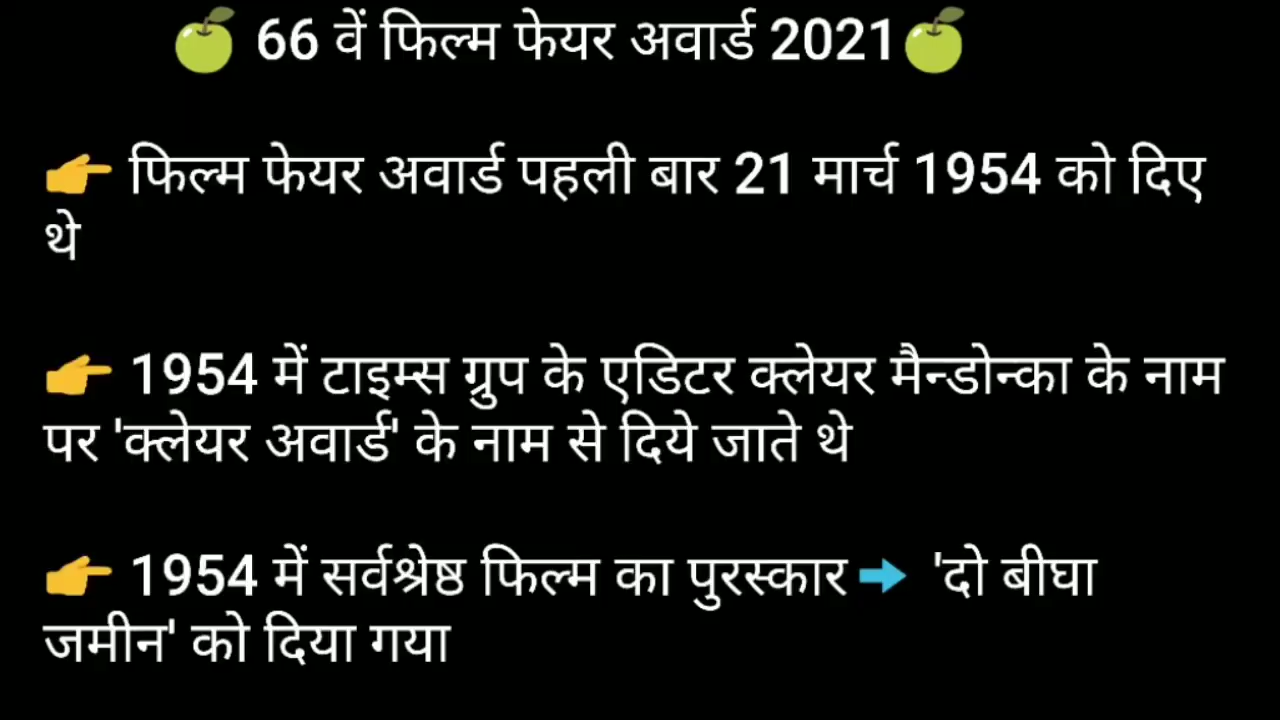 🍏 66 वें फिल्म फेयर अवार्ड 2021🍏
👉 फिल्म फेयर अवार्ड पहली बार 21 मार्च 1954 को दिए
थे
👉 1954 में टाइम्स ग्रुप के एडिटर क्लेयर मैन्डोन्का के नाम
पर 'क्लेयर अवार्ड' के नाम से दिये जाते थे
👉 1954 में सर्वश्रेष्ठ फिल्म का पुरस्कार ➡ 'दो बीघा
जमीन' को दिया गया